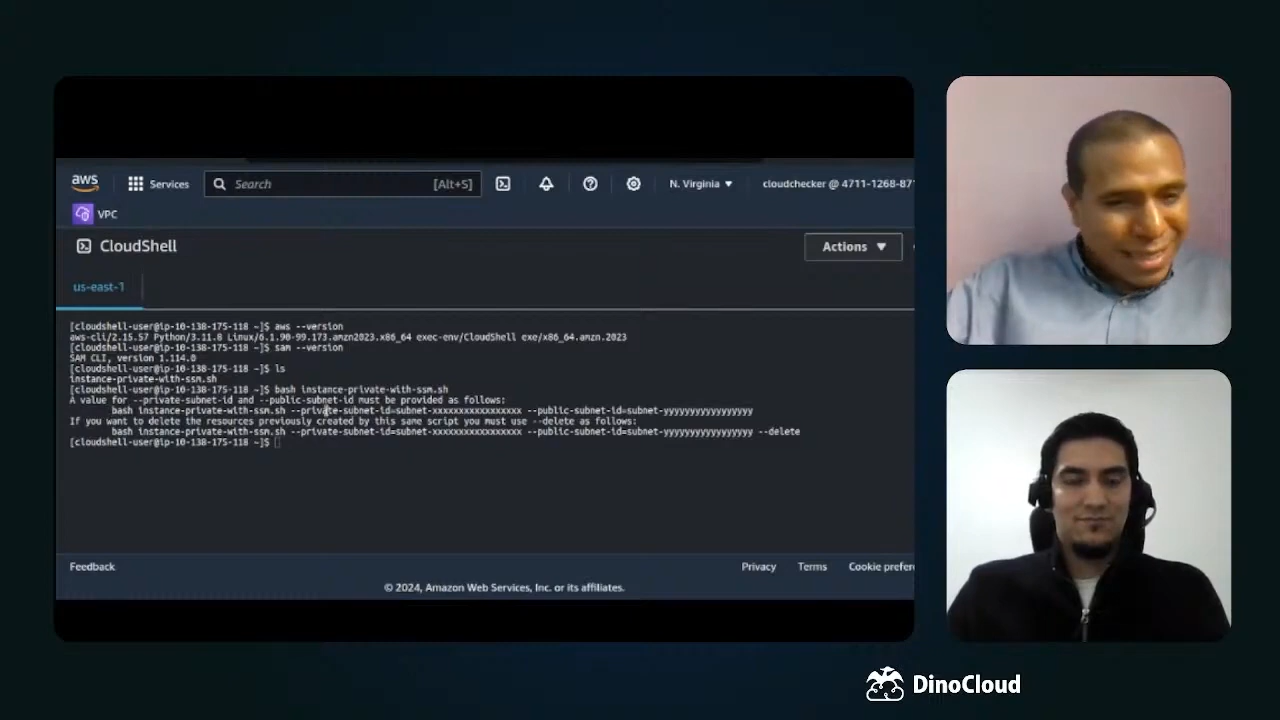 aws
Services
Search
[Alt+S]
N. Virginia
cloudchecker @ 4711-1268-87
VPC
CloudShell
Actions
us-east-1
[cloudshell-user@ip-10-138-175-118 ~]$ aws --version
aws-cli/2.15.57 Python/3.11.8 Linux/6.1.90-99.173.amzn2023.x86_64 exec-env/CloudShell exe/x86_64.amzn.2023
[cloudshell-user@ip-10-138-175-118 ~]$ sam --version
SAM CLI, version 1.114.0
[cloudshell-user@ip-10-138-175-118 ~]$ ls
instance-private-with-ssm.sh
[cloudshell-user@ip-10-138-175-118 ~]$ bash instance-private-with-ssm.sh
A value for --private-subnet-id and --public-subnet-id must be provided as follows:
bash instance-private-with-ssm.sh --private-subnet-id=subnet-xxxxxxxxxxxxxxxxx --public-subnet-id=subnet-yyyyyyyyyyyyyyyyy
If you want to delete the resources previously created by this same script you must use --delete as follows:
bash instance-private-with-ssm.sh --private-subnet-id=subnet-xxxxxxxxxxxxxxxxx --public-subnet-id=subnet-yyyyyyyyyyyyyyyyy --delete
[cloudshell-user@ip-10-138-175-118 ~]$
Feedback
Privacy
Terms
Cookie prefer
© 2024, Amazon Web Services, Inc. or its affiliates.
DinoCloud